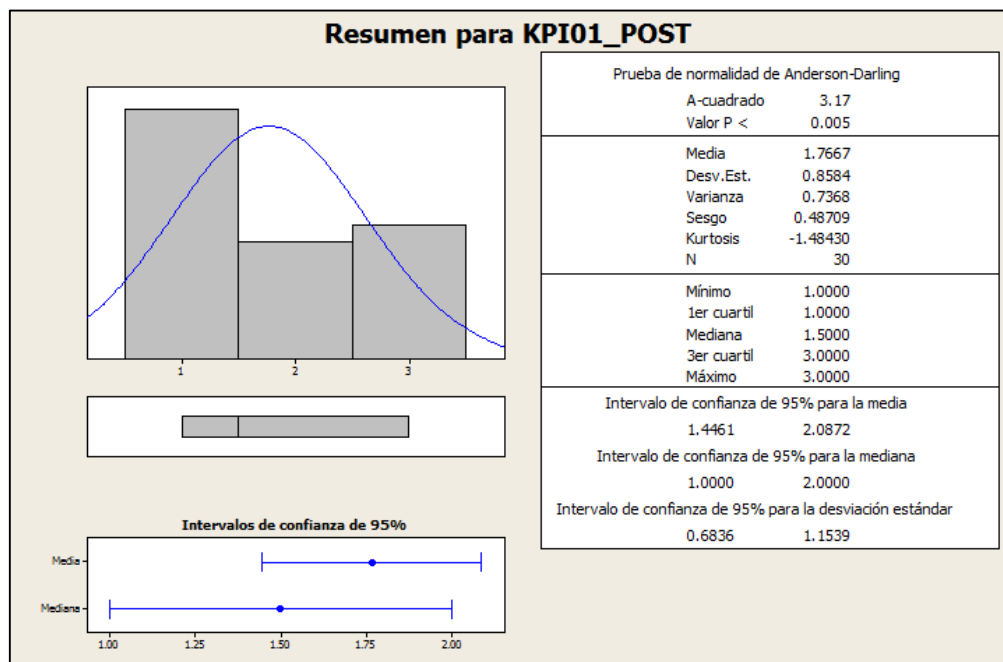 Resumen para KPI01_POST
1 2 3
Intervalos de confianza de 95%
Media
Mediana
1.00 1.25 1.50 1.75 2.00
Prueba de normalidad de Anderson-Darling
A-cuadrado 3.17
Valor P < 0.005
Media 1.7667
Desv.Est. 0.8584
Varianza 0.7368
Sesgo 0.48709
Kurtosis -1.48430
N 30
Mínimo 1.0000
1er cuartil 1.0000
Mediana 1.5000
3er cuartil 3.0000
Máximo 3.0000
Intervalo de confianza de 95% para la media
1.4461 2.0872
Intervalo de confianza de 95% para la mediana
1.0000 2.0000
Intervalo de confianza de 95% para la desviación estándar
0.6836 1.1539